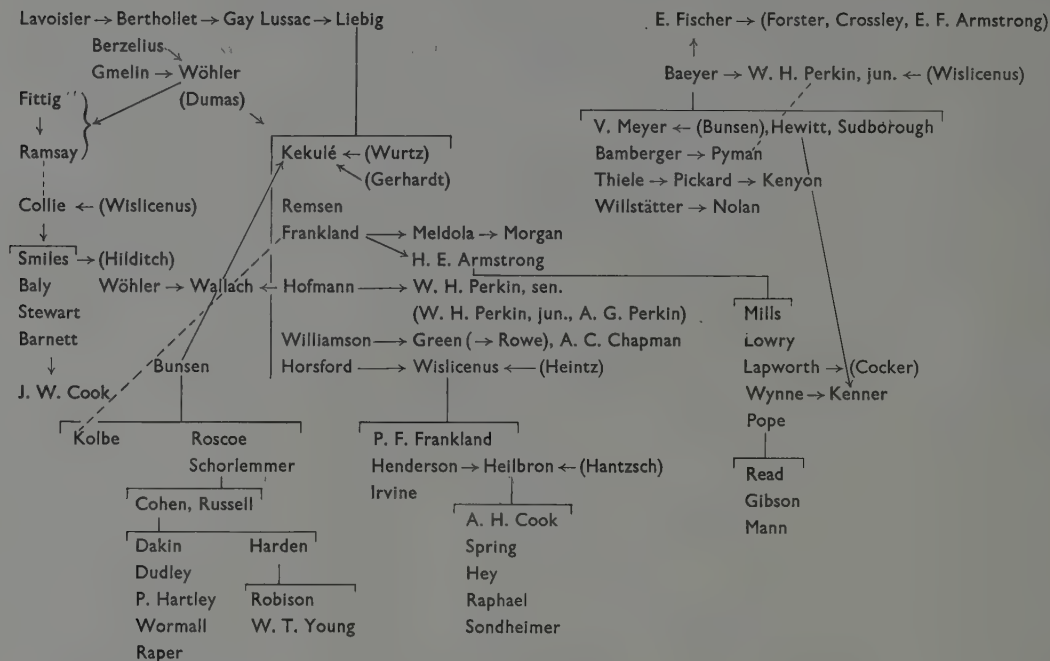 Lavoisier → Berthollet → Gay Lussac → Liebig
Berzelius
Gmelin → Wöhler
(Dumas)
Fittig
Ramsay
Collie ← (Wislicenus)
Smiles → (Hilditch)
Baly
Stewart
Barnett
J. W. Cook
Kekulé ← (Wurtz)
(Gerhardt)
Remsen
Frankland → Meldola → Morgan
H. E. Armstrong
Wöhler → Wallach ← Hofmann → W. H. Perkin, sen.
(W. H. Perkin, jun., A. G. Perkin)
Williamson → Green (→ Rowe), A. C. Chapman
Horsford → Wislicenus ← (Heintz)
Bunsen
Kolbe Roscoe
Schorlemmer
Cohen, Russell
Dakin
Dudley
P. Hartley
Wormall
Raper
Harden
Robison
W. T. Young
P. F. Frankland
Henderson → Heilbron ← (Hantzsch)
Irvine
A. H. Cook
Spring
Hey
Raphael
Sondheimer
E. Fischer → (Forster, Crossley, E. F. Armstrong)
Baeyer → W. H. Perkin, jun. ← (Wislicenus)
V. Meyer ← (Bunsen), Hewitt, Sudborough
Bamberger → Pyman
Thiele → Pickard → Kenyon
Willstätter → Nolan
Mills
Lowry
Lapworth → (Cocker)
Wynne → Kenner
Pope
Read
Gibson
Mann